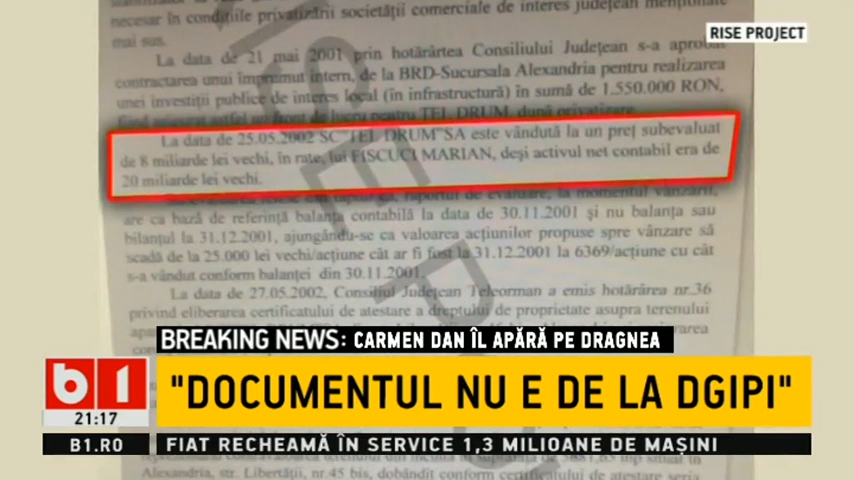 necesar în condițiile privatizării societății comerciale de interes județean menționate
mai sus.
RISE PROJECT
La data de 21 mai 2001 prin hotărârtea Consiliului Județean s-a aprobat
contractarea unui împrumut intern, de la BRD-Sucursala Alexandria pentru realizarea
unei investiții publice de interes local (în infrastructură) în sumă de 1.550.000 RON,
front de lucru pentru TEL DRUM, după privatizare.
La data de 25.05.2002 SC "TEL DRUM" SA este vândută la un preț subevaluat
de 8 miliarde lei vechi, în rate, lui FISCUCI MARIAN, deși activul net contabil era de
20 miliarde lei vechi.
raportul de evaluare, la momentul vânzării,
are ca bază de referință balanța contabilă la data de 30.11.2001 și nu balanța sau
bilanțul la 31.12.2001, ajungându-se ca valoarea acțiunilor propuse spre vânzare să
scadă de la 25.000 lei vechi/acțiune cât ar fi fost la 31.12.2001 la 6369/acțiune cu cât
s-a vândut conform balanței din 30.11.2001.
La data de 27.05.2002, Consiliul Județean Teleorman a emis hotărârea nr.36
privind eliberarea certificatului de atestare a dreptului de proprietate asupra terenului
BREAKING NEWS: CARMEN DAN ÎL APĂRĂ PE DRAGNEA
b1
"DOCUMENTUL NU E DE LA DGIPI"
21:17
B1.RO FIAT RECHEAMĂ ÎN SERVICE 1,3 MILIOANE DE MAȘINI
Alexandria, str. Libertății, nr.45 bis, dobândit conform certificatului de atestare seria